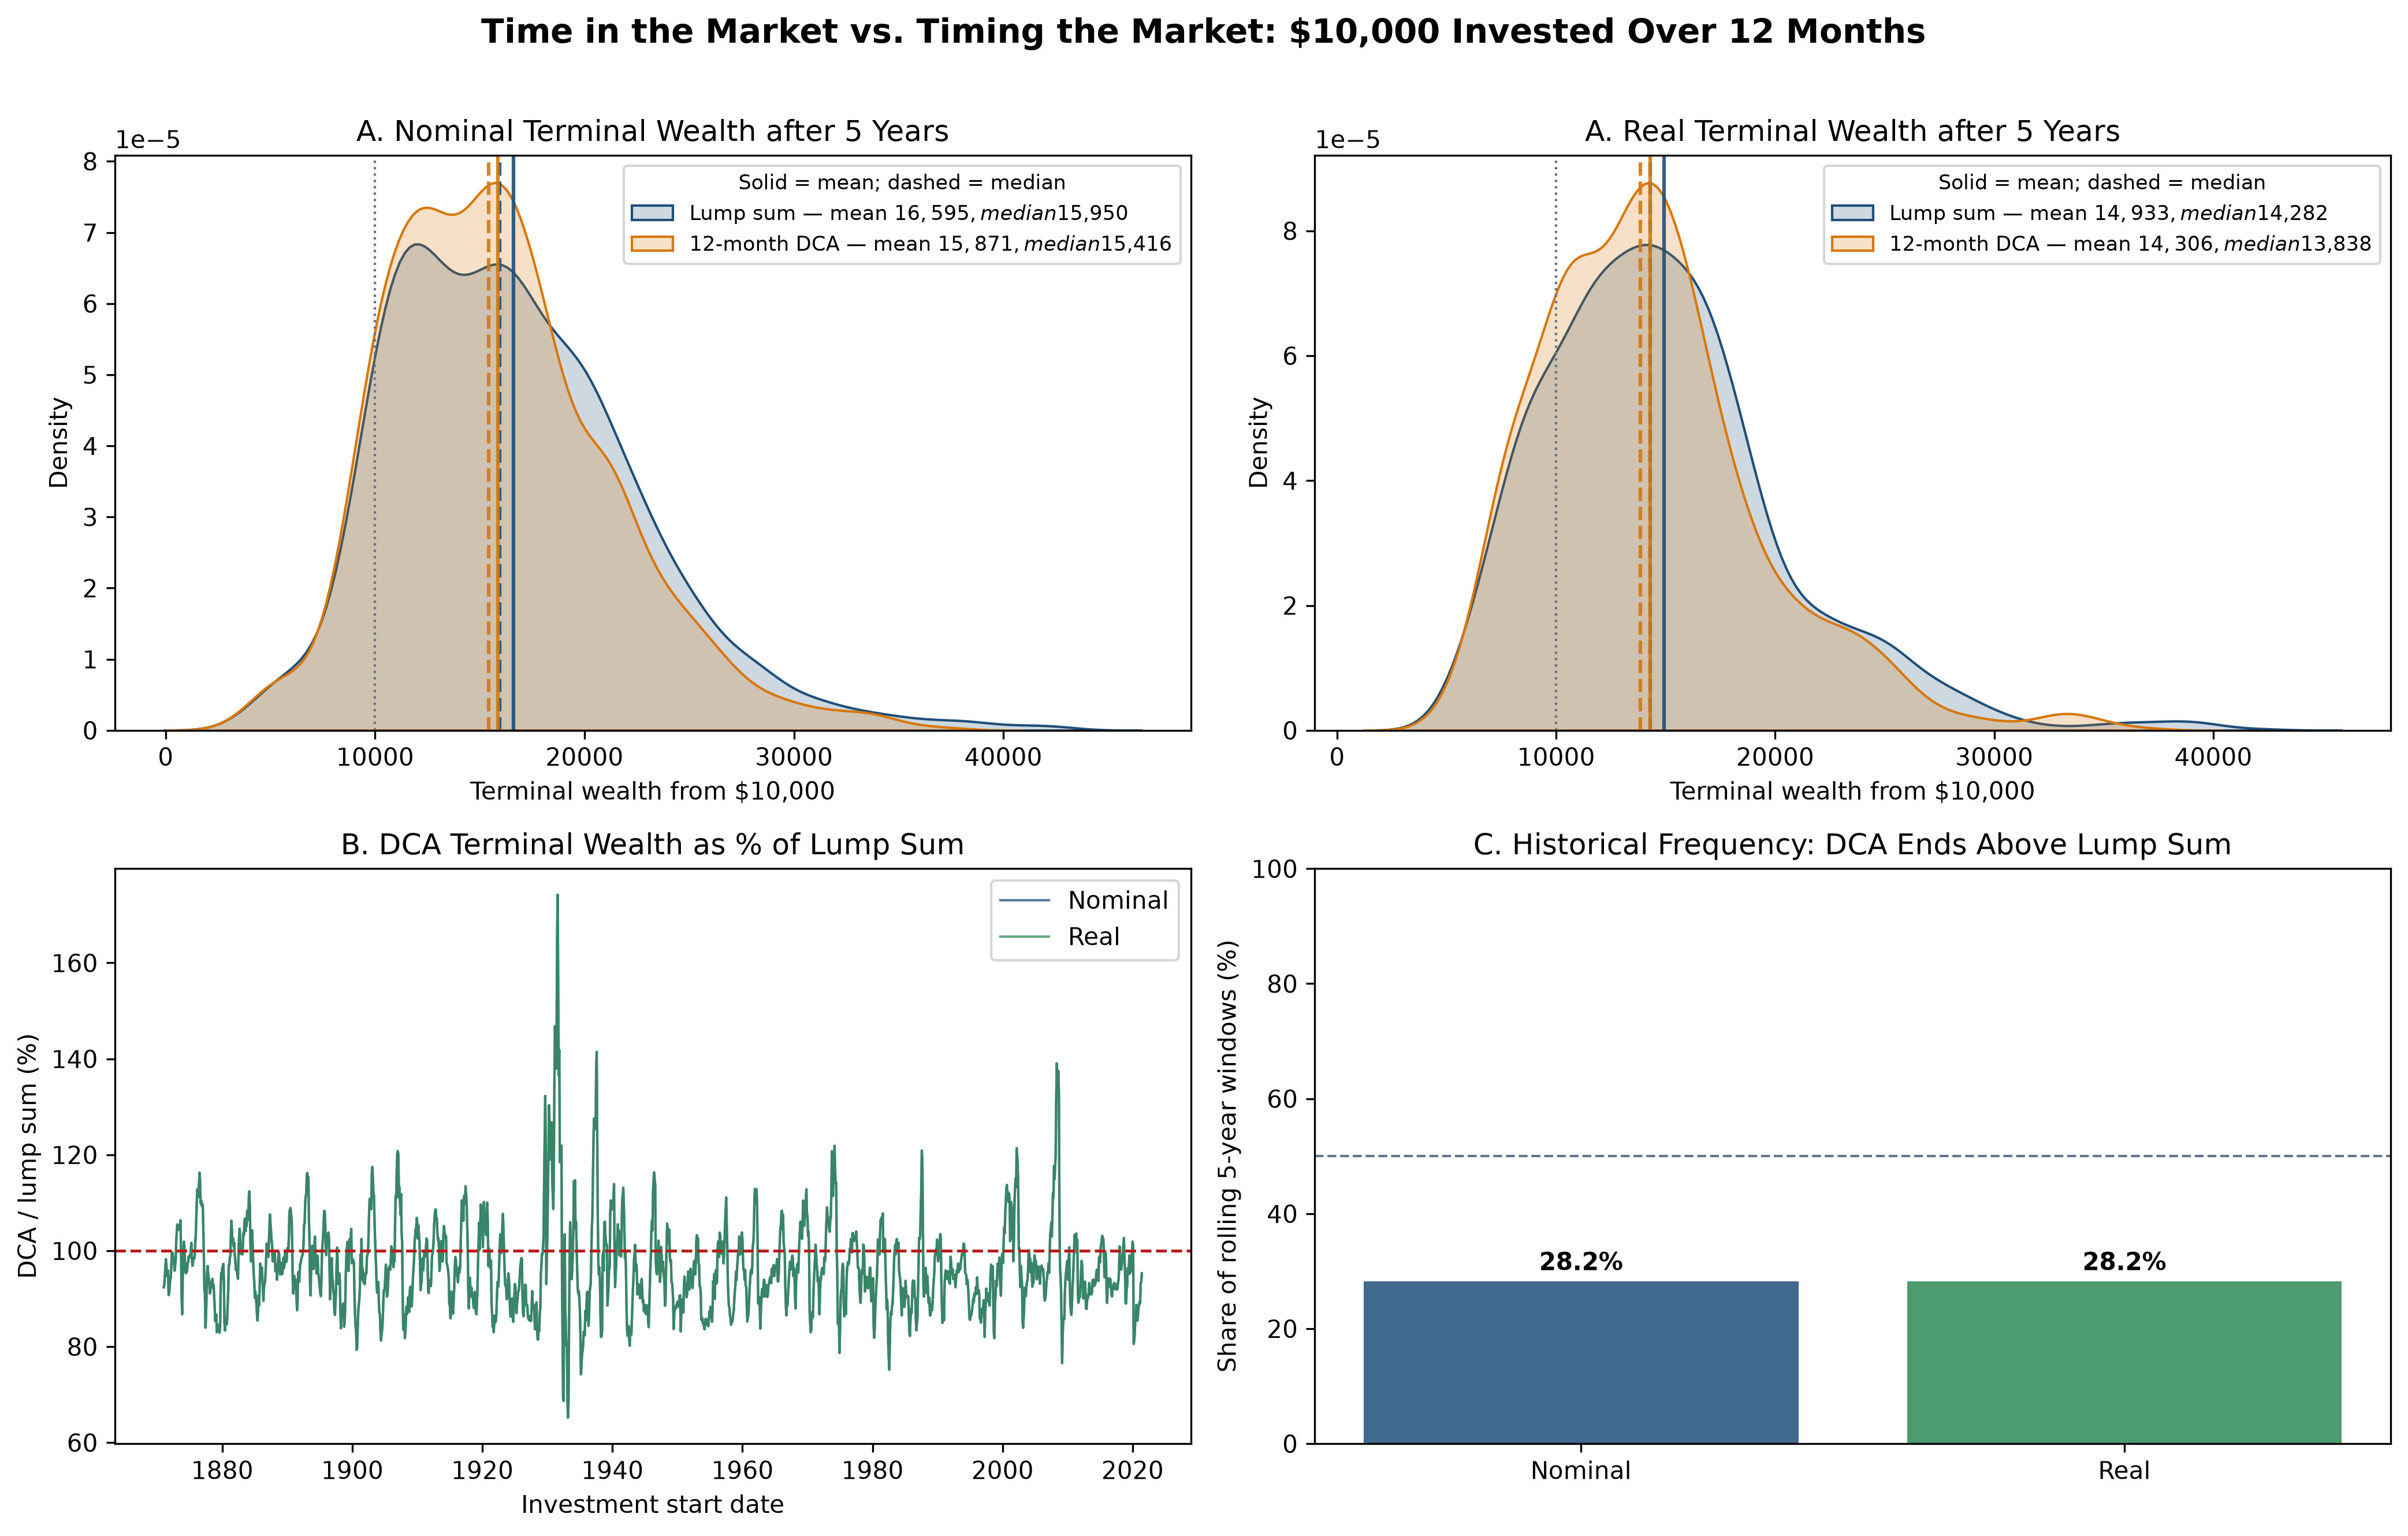 Time in the Market vs. Timing the Market: $10,000 Invested Over 12 Months
A. Nominal Terminal Wealth after 5 Years
1e−5
8
7
6
5
4
3
2
1
0
Density
Solid = mean; dashed = median
Lump sum — mean 16,595, median15,950
12-month DCA — mean 15,871, median15,416
0 10000 20000 30000 40000
Terminal wealth from $10,000
A. Real Terminal Wealth after 5 Years
1e−5
8
6
4
2
0
Density
Solid = mean; dashed = median
Lump sum — mean 14,933, median14,282
12-month DCA — mean 14,306, median13,838
0 10000 20000 30000 40000
Terminal wealth from $10,000
B. DCA Terminal Wealth as % of Lump Sum
160
140
120
100
80
60
DCA / lump sum (%)
Nominal
Real
1880 1900 1920 1940 1960 1980 2000 2020
Investment start date
C. Historical Frequency: DCA Ends Above Lump Sum
100
80
60
40
20
0
Share of rolling 5-year windows (%)
28.2% 28.2%
Nominal Real